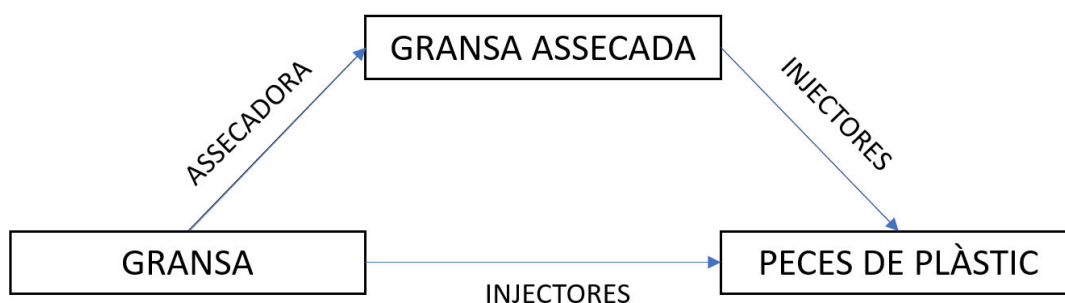 GRANSA ASSECADA
ASSECADORA
INJECTORES
GRANSA
PECES DE PLÀSTIC
INJECTORES